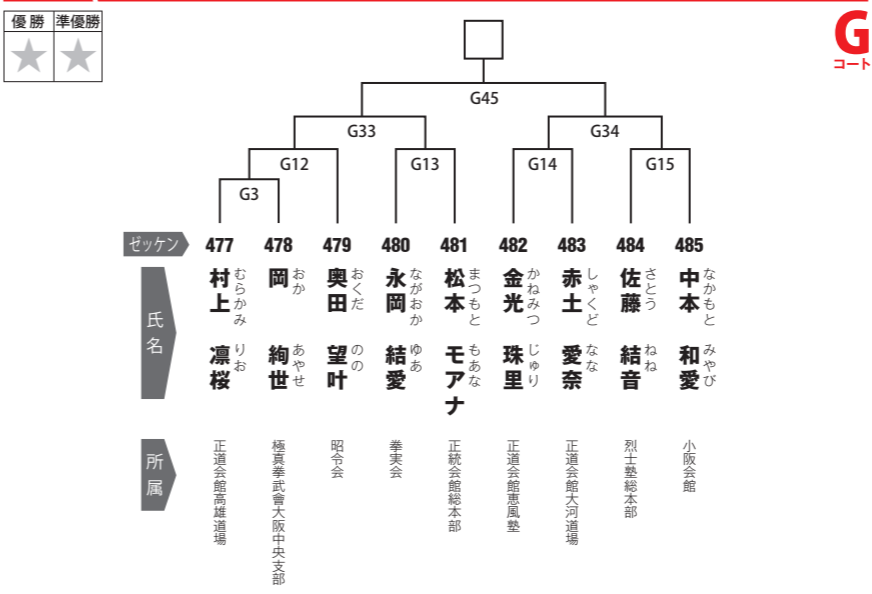 優勝 準優勝
G
コート
G45
G33 G34
G12 G13 G14 G15
G3
ゼッケン 477 478 479 480 481 482 483 484 485
氏名
村上 凛桜
むらかみ りお
岡 絢世
おか あやせ
奥田 望叶
おくだ のの
永岡 結愛
ながおか ゆあ
松本 モアナ
まつもと もあな
金光 珠里
かねみつ じゅり
赤土 愛奈
しゃくど なな
佐藤 結音
さとう ねね
中本 和愛
なかもと みやび
所属
正道会館高雄道場
極真拳武會大阪中央支部
昭令会
拳実会
正統会館総本部
正道会館恵風塾
正道会館大河道場
烈士塾総本部
小阪会館